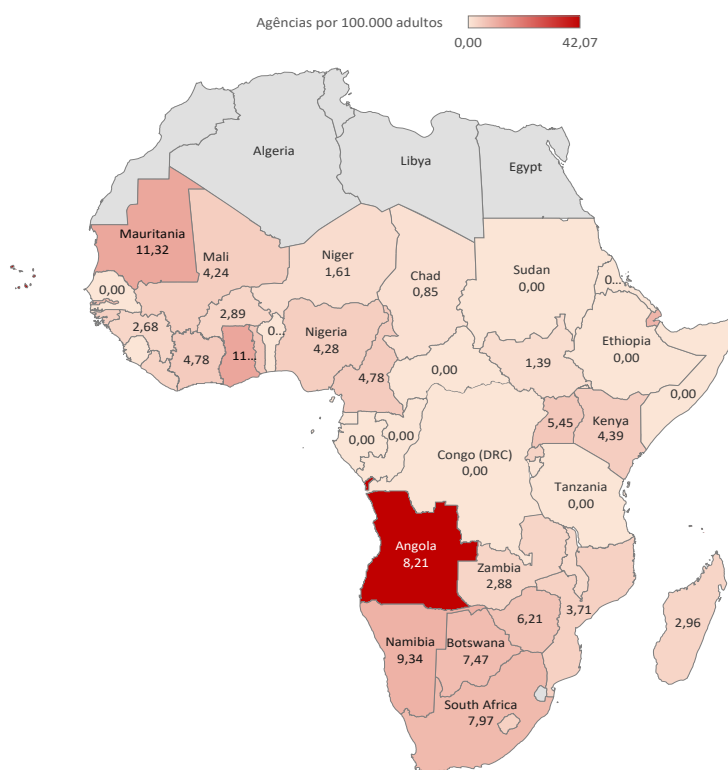 Agências por 100.000 adultos
0,00 42,07
Algeria
Libya
Egypt
Mauritania
11,32
Mali
4,24
Niger
1,61
Chad
0,85
Sudan
0,00
0,00
0...
2,68
2,89
0...
Nigeria
4,28
Ethiopia
0,00
4,78
11...
4,78
0,00
1,39
0,00
0,00
0,00
5,45
Kenya
4,39
Congo (DRC)
0,00
Tanzania
0,00
Angola
8,21
Zambia
2,88
6,21
3,71
2,96
Namibia
9,34
Botswana
7,47
South Africa
7,97